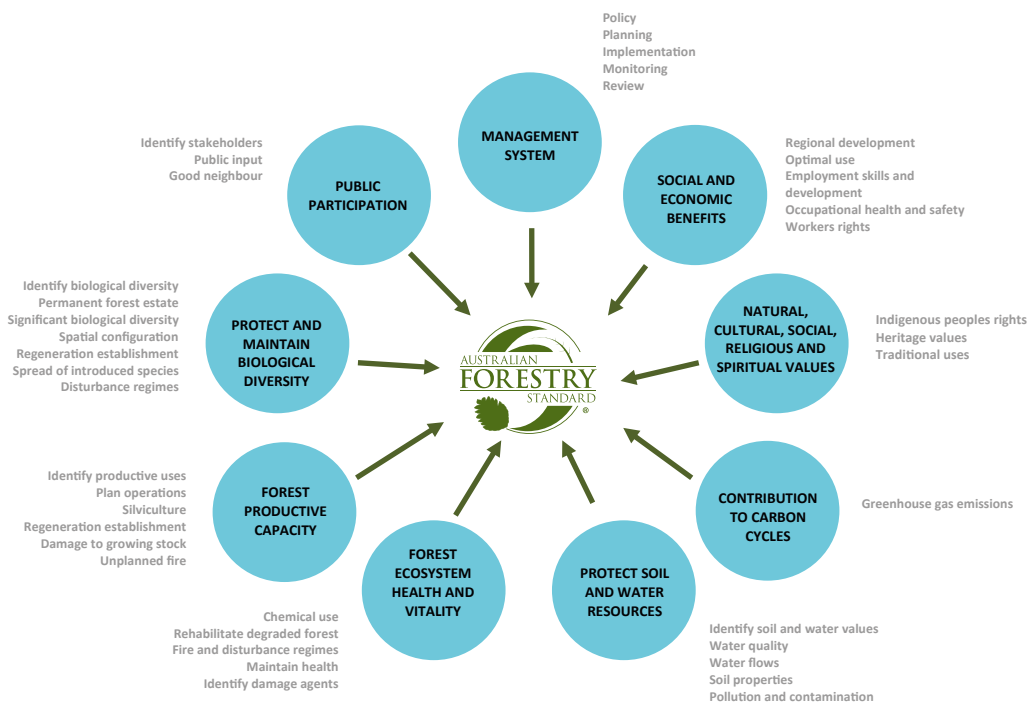 Policy
Planning
Implementation
Monitoring
Review
MANAGEMENT
SYSTEM
Identify stakeholders
Public input
Good neighbour
PUBLIC
PARTICIPATION
SOCIAL AND
ECONOMIC
BENEFITS
Regional development
Optimal use
Employment skills and
development
Occupational health and safety
Workers rights
Identify biological diversity
Permanent forest estate
Significant biological diversity
Spatial configuration
Regeneration establishment
Spread of introduced species
Disturbance regimes
PROTECT AND
MAINTAIN
BIOLOGICAL
DIVERSITY
AUSTRALIAN
FORESTRY
STANDARD
®
NATURAL,
CULTURAL, SOCIAL,
RELIGIOUS AND
SPIRITUAL VALUES
Indigenous peoples rights
Heritage values
Traditional uses
Identify productive uses
Plan operations
Silviculture
Regeneration establishment
Damage to growing stock
Unplanned fire
FOREST
PRODUCTIVE
CAPACITY
CONTRIBUTION
TO CARBON
CYCLES
Greenhouse gas emissions
Chemical use
Rehabilitate degraded forest
Fire and disturbance regimes
Maintain health
Identify damage agents
FOREST
ECOSYSTEM
HEALTH AND
VITALITY
PROTECT SOIL
AND WATER
RESOURCES
Identify soil and water values
Water quality
Water flows
Soil properties
Pollution and contamination